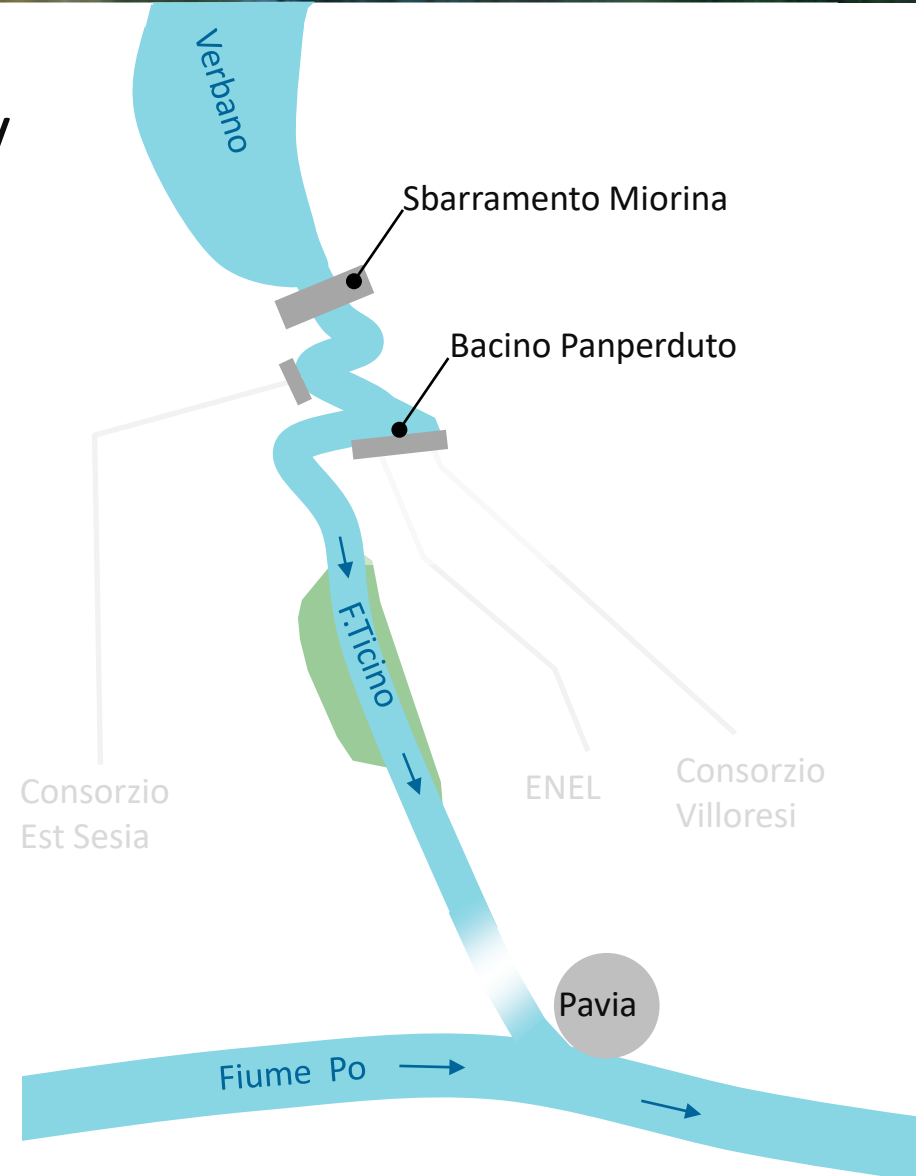 Verbano
Sbarramento Miorina
Bacino Panperduto
F.Ticino
Consorzio
Est Sesia
ENEL
Consorzio
Villoresi
Pavia
Fiume Po